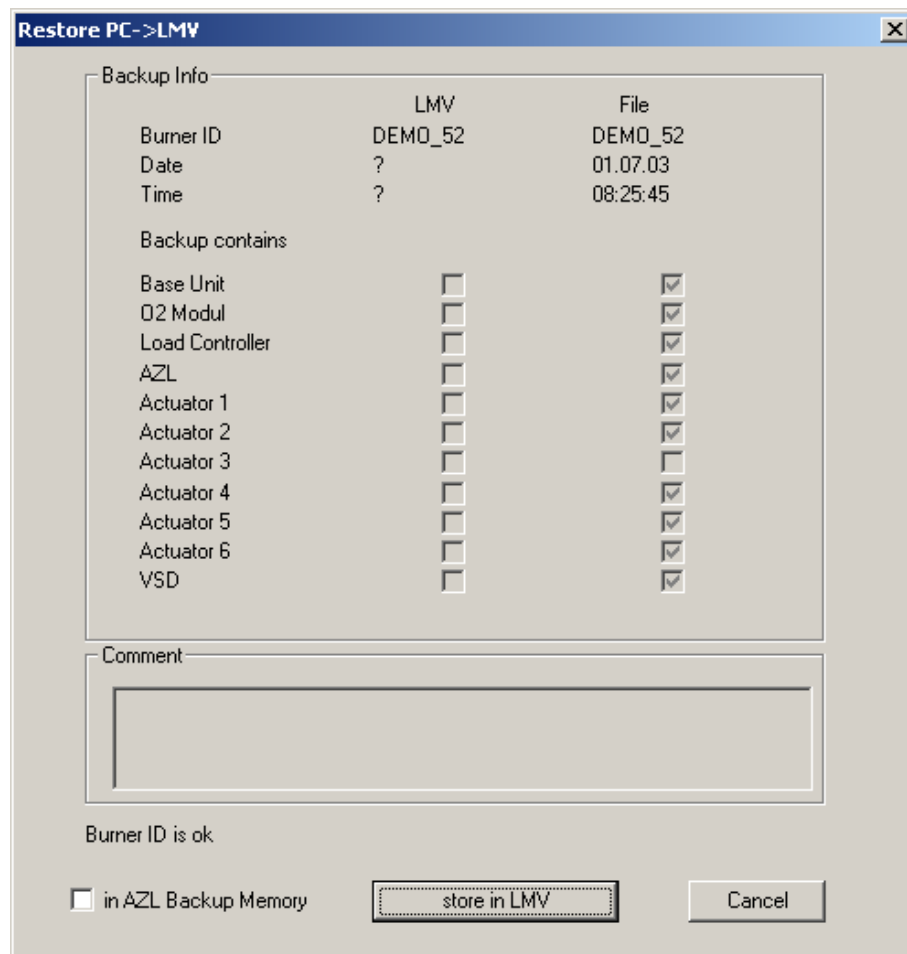 Restore PC->LMV
Backup Info
LMV File
Burner ID DEMO_52 DEMO_52
Date ? 01.07.03
Time ? 08:25:45
Backup contains
Base Unit
O2 Modul
Load Controller
AZL
Actuator 1
Actuator 2
Actuator 3
Actuator 4
Actuator 5
Actuator 6
VSD
Comment
Burner ID is ok
in AZL Backup Memory store in LMV Cancel